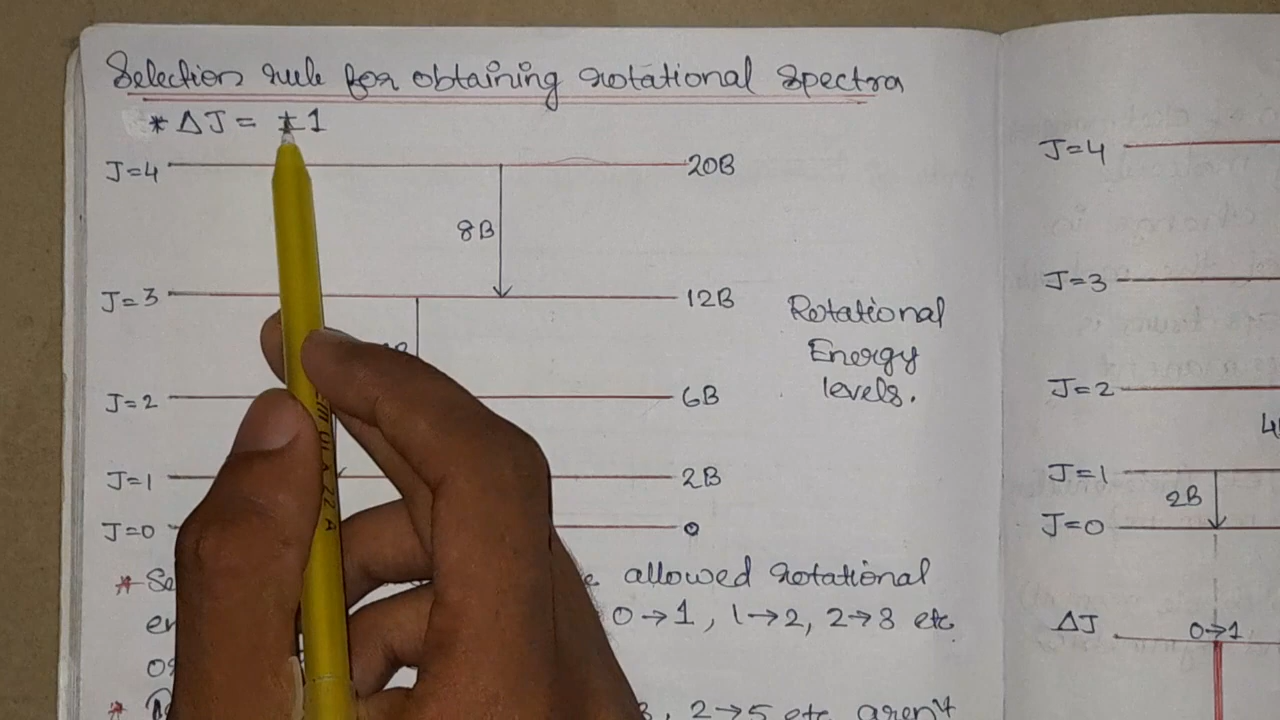 Selection rule for obtaining rotational spectra
* ΔJ = ±1
J=4 20B
8B
J=3 12B
Rotational
Energy
levels.
J=2 6B
J=1 2B
J=0 0
* allowed rotational
0→1, 1→2, 2→3 etc
* 2→5 etc aren't
J=4
J=3
J=2
J=1
2B
J=0
ΔJ 0→1